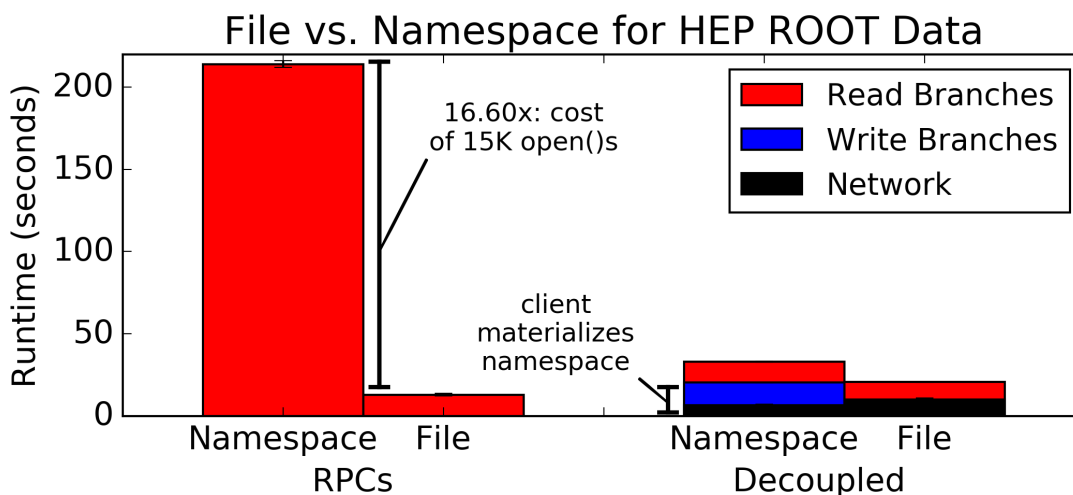 File vs. Namespace for HEP ROOT Data
Runtime (seconds)
200
150
100
50
0
16.60x: cost
of 15K open()s
client
materializes
namespace
Read Branches
Write Branches
Network
Namespace File Namespace File
RPCs Decoupled